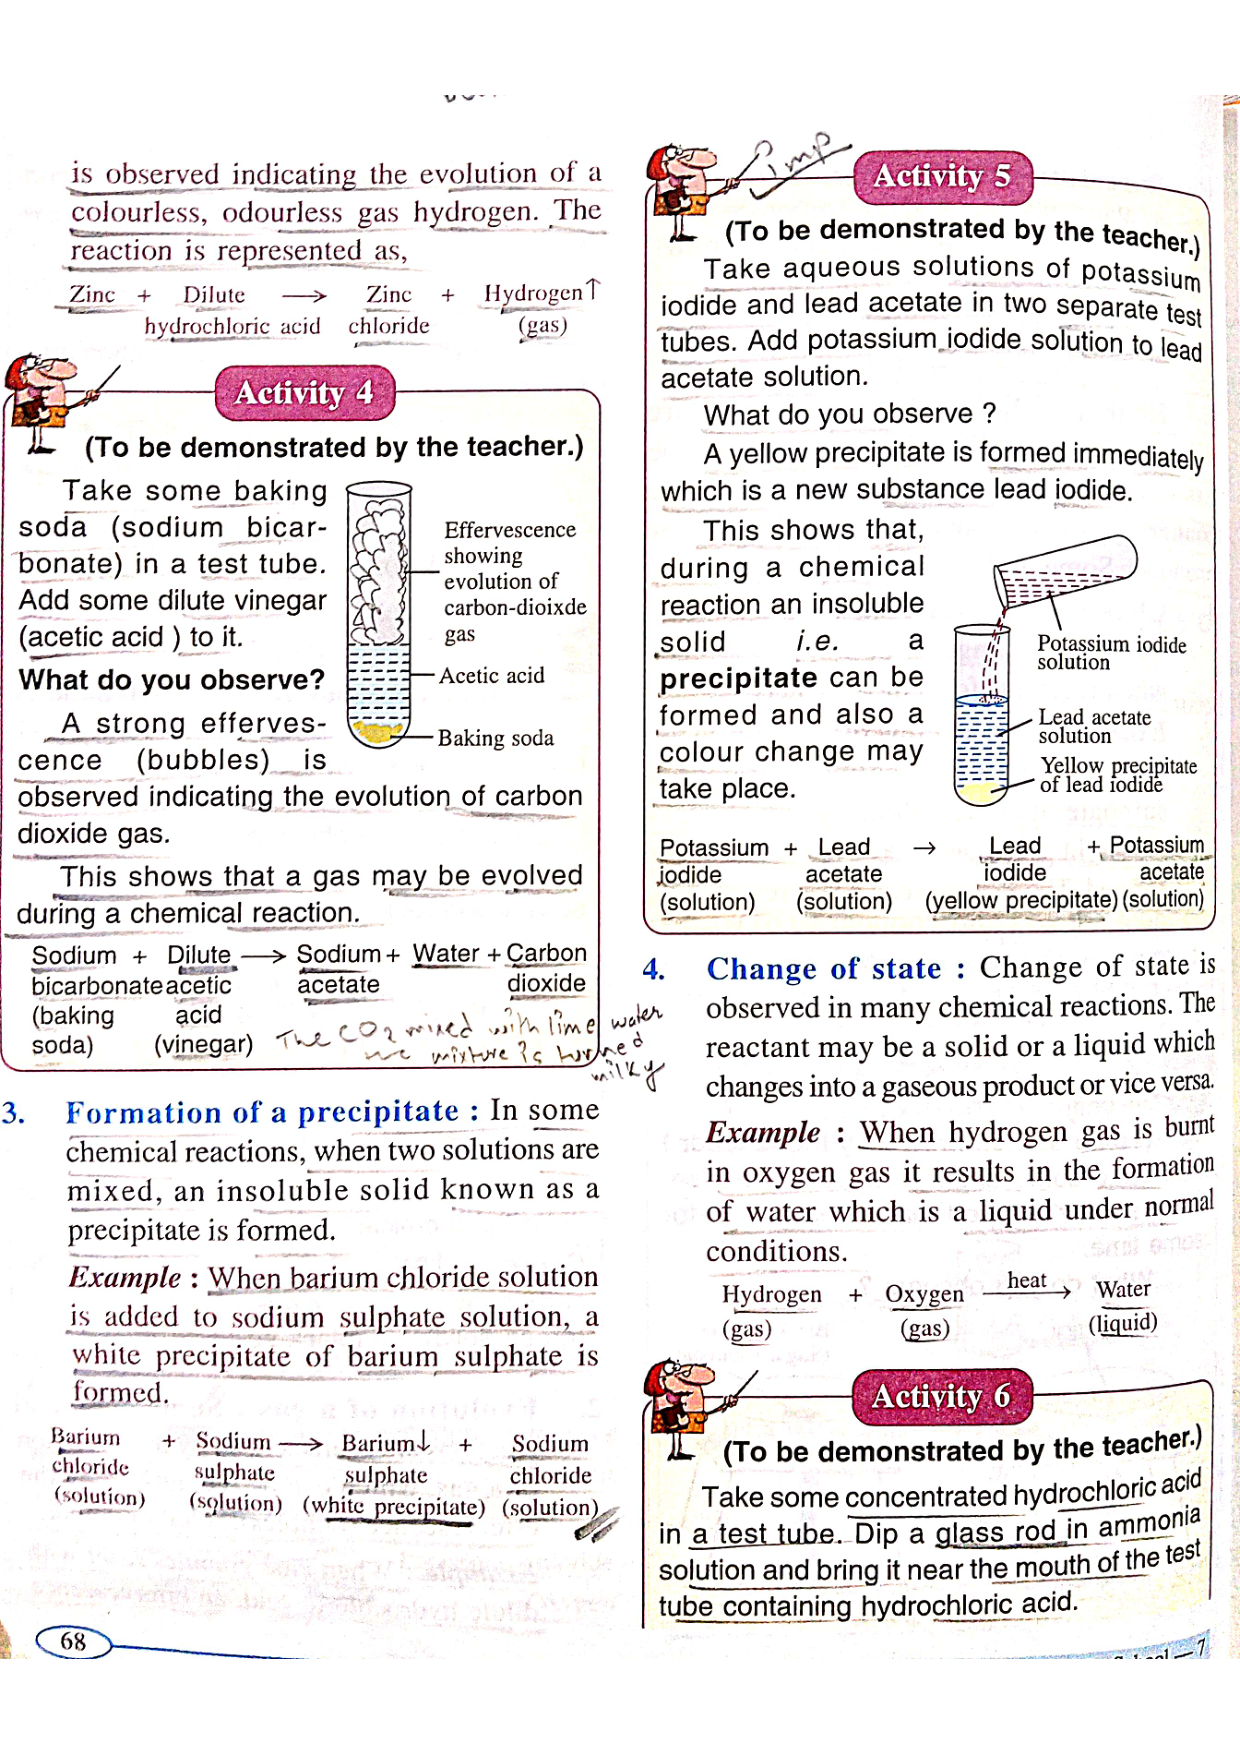 is observed indicating the evolution of a
colourless, odourless gas hydrogen. The
reaction is represented as,
Zinc + Dilute → Zinc + Hydrogen↑
hydrochloric acid chloride (gas)
Activity 4
(To be demonstrated by the teacher.)
Take some baking
soda (sodium bicar-
bonate) in a test tube.
Add some dilute vinegar
(acetic acid ) to it.
What do you observe?
A strong efferves-
cence (bubbles) is
observed indicating the evolution of carbon
dioxide gas.
Effervescence
showing
evolution of
carbon-dioixde
gas
Acetic acid
Baking soda
This shows that a gas may be evolved
during a chemical reaction.
Sodium + Dilute → Sodium + Water + Carbon
bicarbonate acetic acetate dioxide
(baking acid
soda) (vinegar)
The CO2 mixed with lime water
mixture is turned
milky
3. Formation of a precipitate : In some
chemical reactions, when two solutions are
mixed, an insoluble solid known as a
precipitate is formed.
Example : When barium chloride solution
is added to sodium sulphate solution, a
white precipitate of barium sulphate is
formed.
Barium + Sodium → Barium↓ + Sodium
chloride sulphate sulphate chloride
(solution) (solution) (white precipitate) (solution)
68
imp
Activity 5
(To be demonstrated by the teacher.)
Take aqueous solutions of potassium
iodide and lead acetate in two separate test
tubes. Add potassium iodide solution to lead
acetate solution.
What do you observe ?
A yellow precipitate is formed immediately
which is a new substance lead iodide.
This shows that,
during a chemical
reaction an insoluble
solid i.e. a
precipitate can be
formed and also a
colour change may
take place.
Potassium iodide
solution
Lead acetate
solution
Yellow precipitate
of lead iodide
Potassium + Lead → Lead + Potassium
iodide acetate iodide acetate
(solution) (solution) (yellow precipitate) (solution)
4. Change of state : Change of state is
observed in many chemical reactions. The
reactant may be a solid or a liquid which
changes into a gaseous product or vice versa.
Example : When hydrogen gas is burnt
in oxygen gas it results in the formation
of water which is a liquid under normal
conditions.
Hydrogen + Oxygen heat → Water
(gas) (gas) (liquid)
Activity 6
(To be demonstrated by the teacher.)
Take some concentrated hydrochloric acid
in a test tube. Dip a glass rod in ammonia
solution and bring it near the mouth of the test
tube containing hydrochloric acid.
— 7